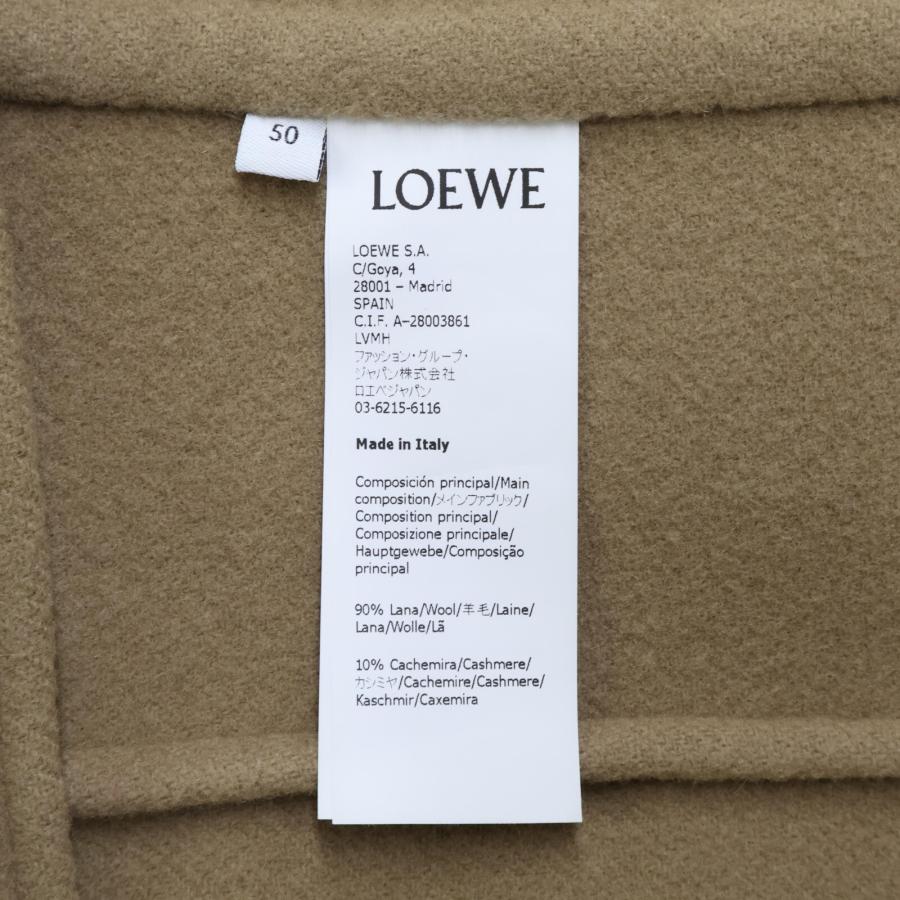 50
LOEWE
LOEWE S.A.
C/Goya, 4
28001 – Madrid
SPAIN
C.I.F. A–28003861
LVMH
ファッション・グループ・
ジャパン株式会社
ロエベジャパン
03-6215-6116
Made in Italy
Composición principal/Main
composition/メインファブリック/
Composition principal/
Composizione principale/
Hauptgewebe/Composição
principal
90% Lana/Wool/羊毛/Laine/
Lana/Wolle/Lã
10% Cachemira/Cashmere/
カシミヤ/Cachemire/Cashmere/
Kaschmir/Caxemira